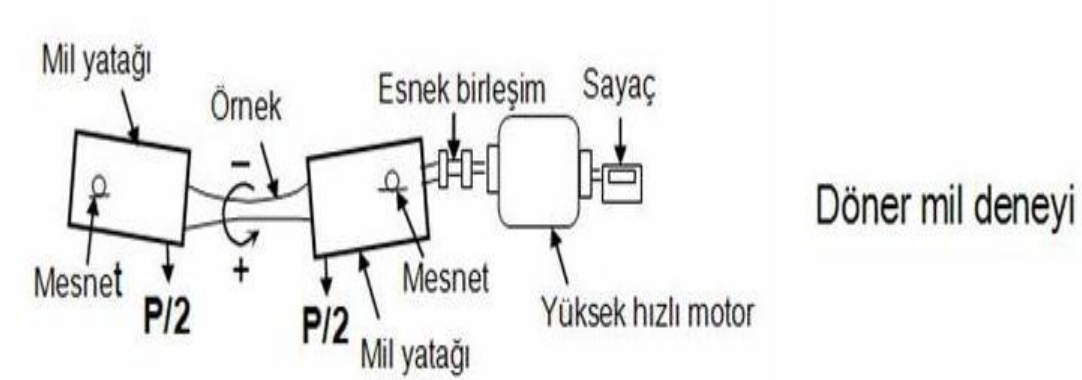 Mil yatağı
Örnek
Esnek birleşim
Sayaç
−
+
Mesnet
P/2
P/2
Mesnet
Mil yatağı
Yüksek hızlı motor
Döner mil deneyi